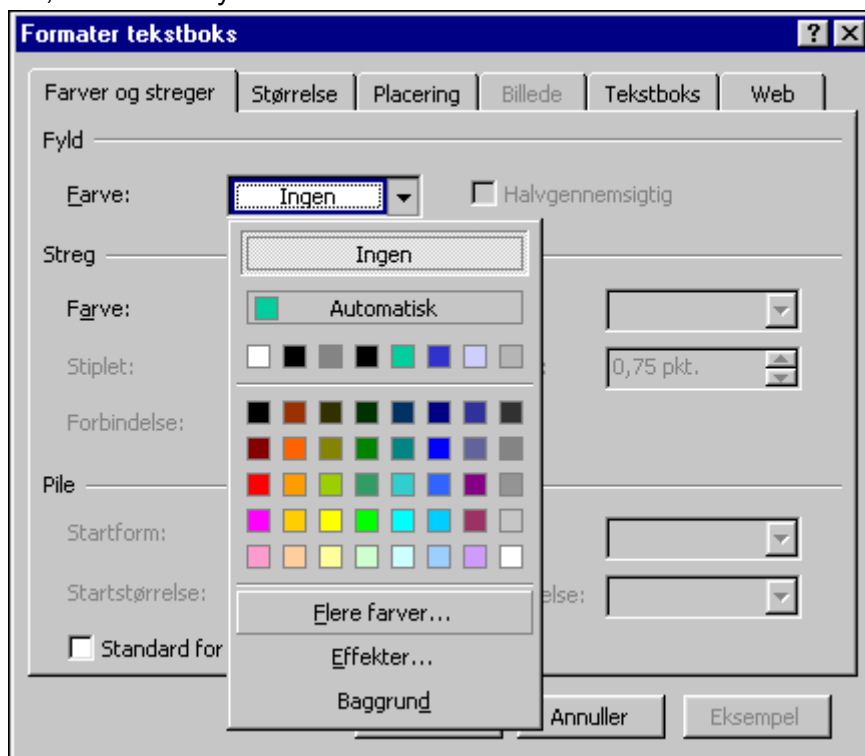 Formater tekstboks
Farver og streger Størrelse Placering Billede Tekstboks Web
Fyld
Farve: Ingen Halvgennemsigtig
Ingen
Streg
Automatisk
Farve:
Stiplet: 0,75 pkt.
Forbindelse:
Pile
Startform:
Startstørrelse: else:
Flere farver...
Standard for
Effekter...
Baggrund
Annuller Eksempel